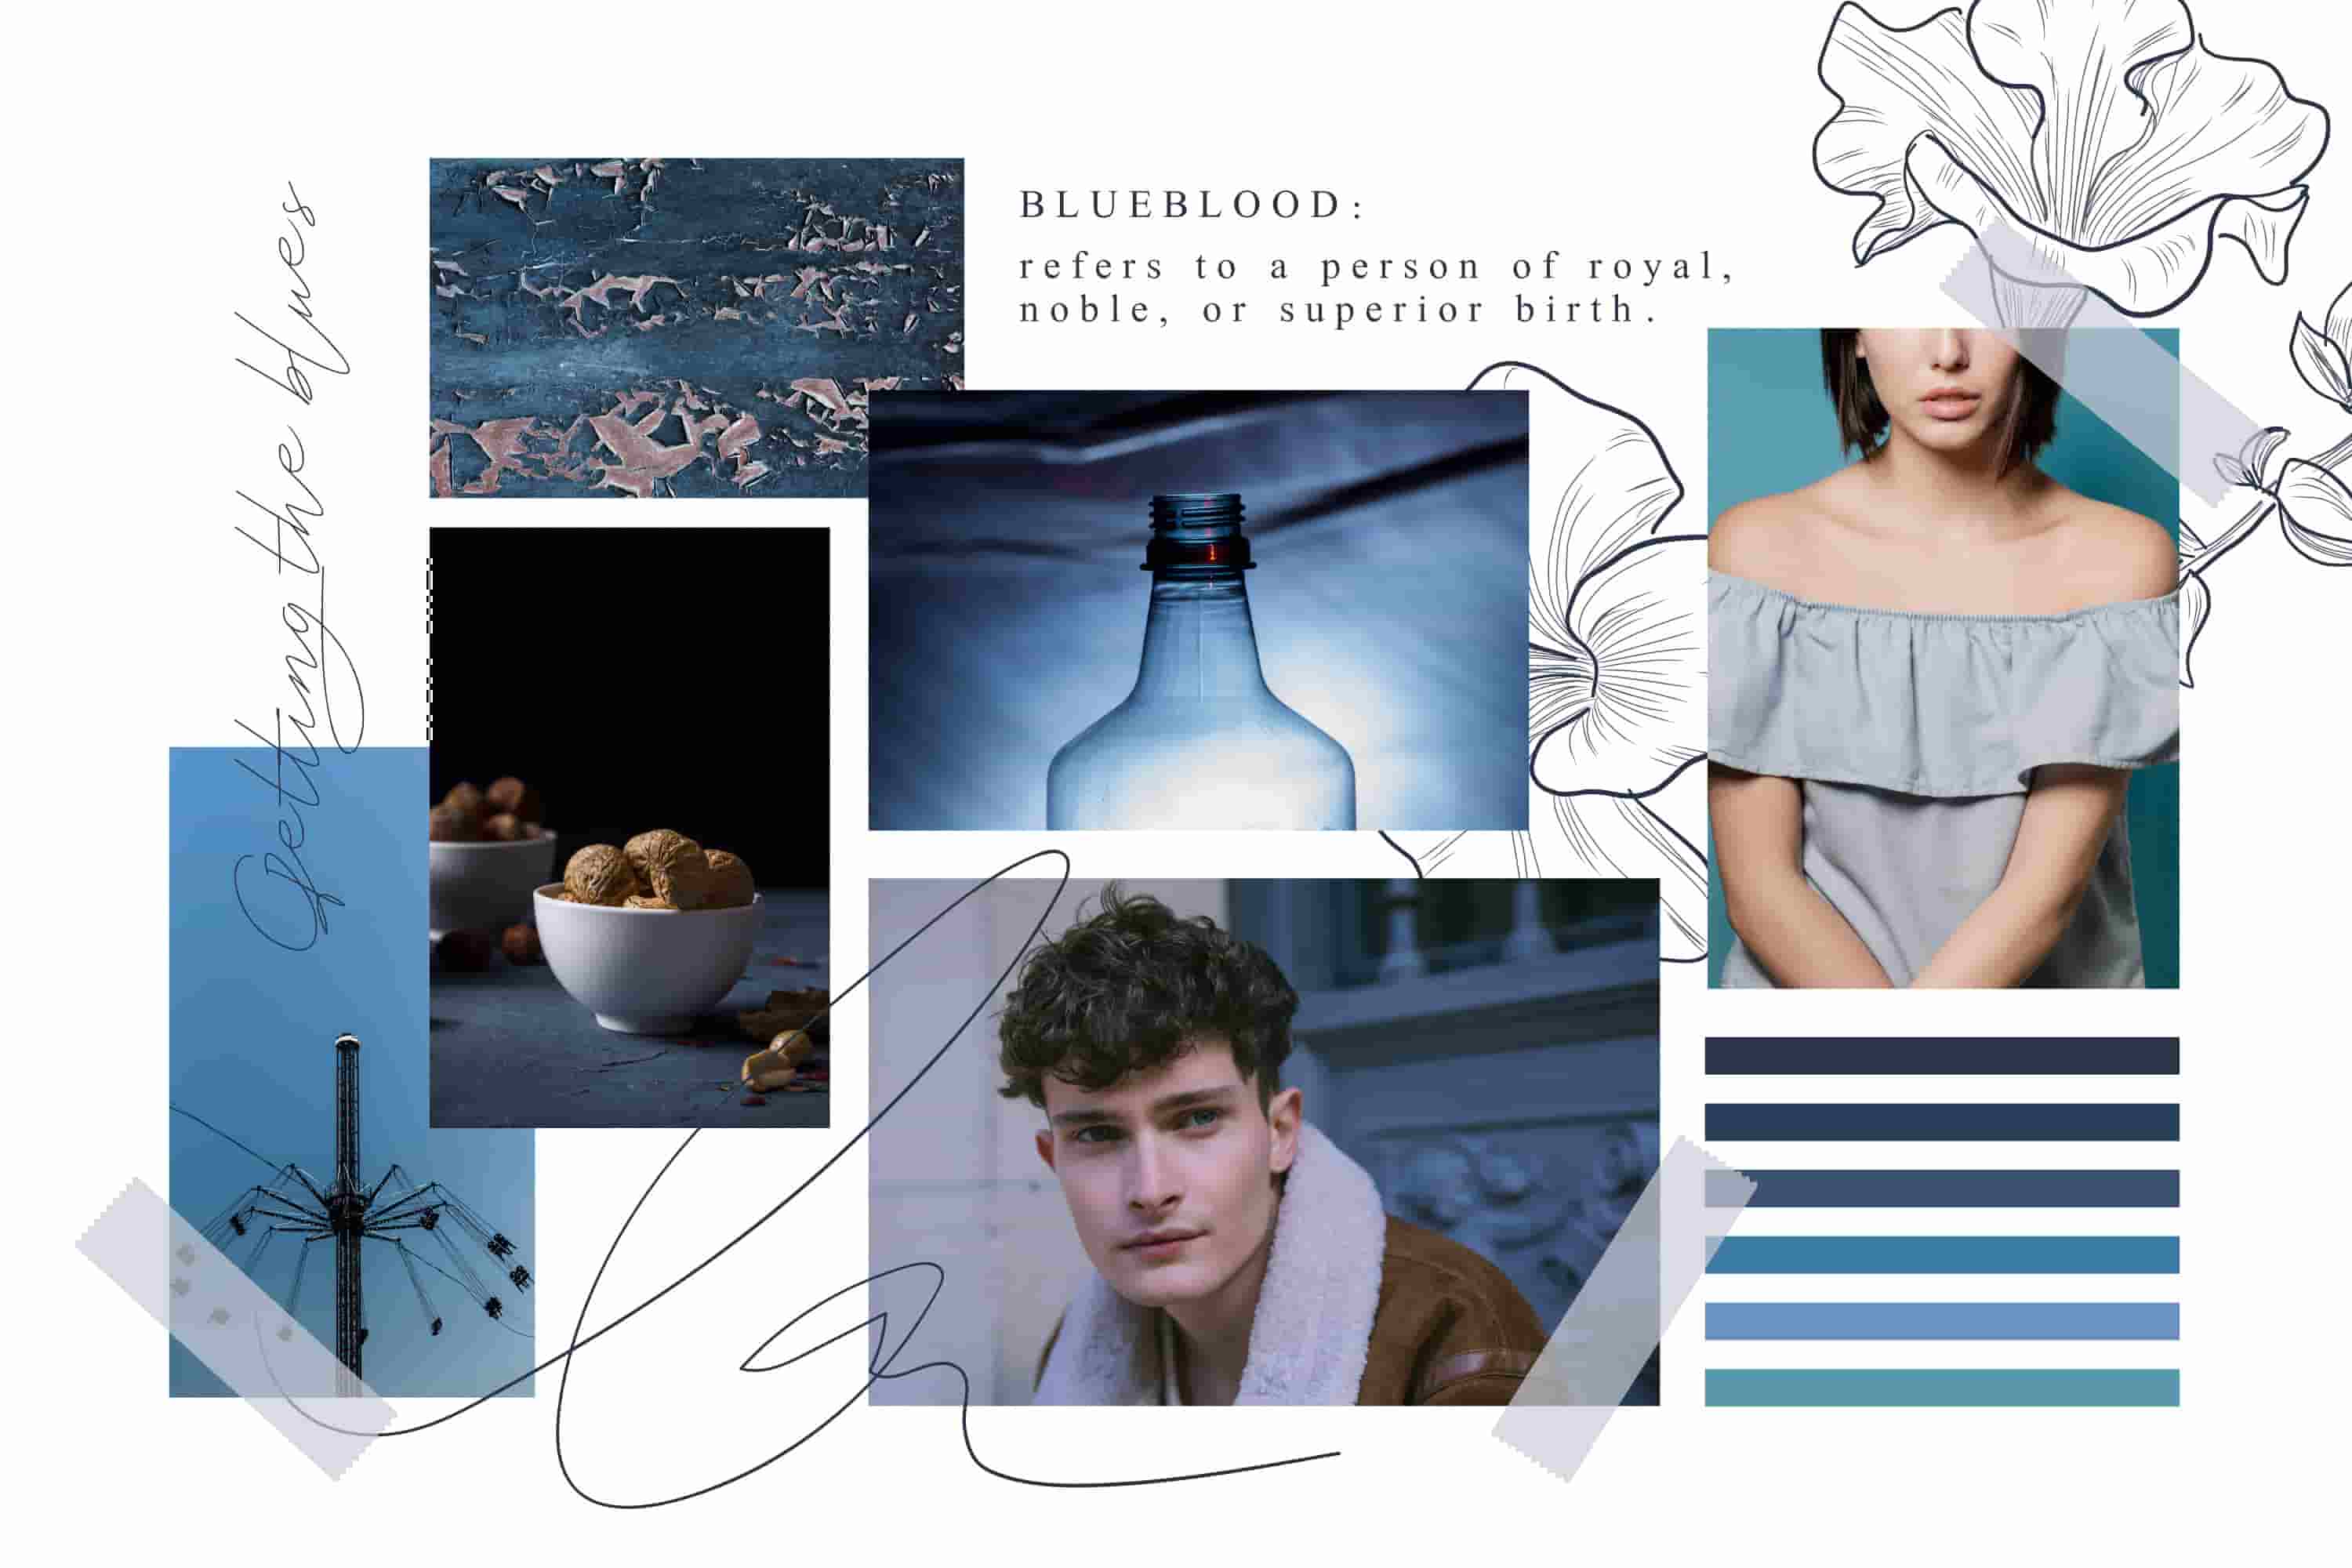 Getting the blues
BLUEBLOOD:
refers to a person of royal,
noble, or superior birth.